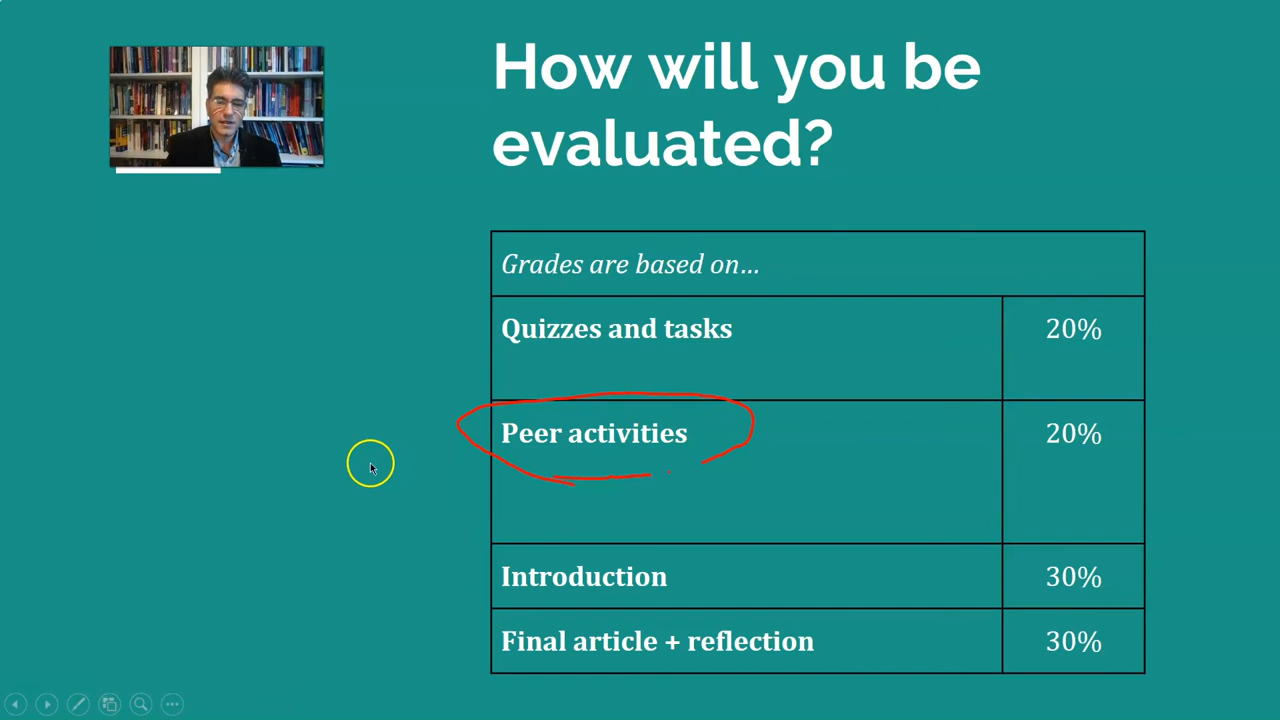 How will you be
evaluated?
Grades are based on…
Quizzes and tasks 20%
Peer activities 20%
Introduction 30%
Final article + reflection 30%